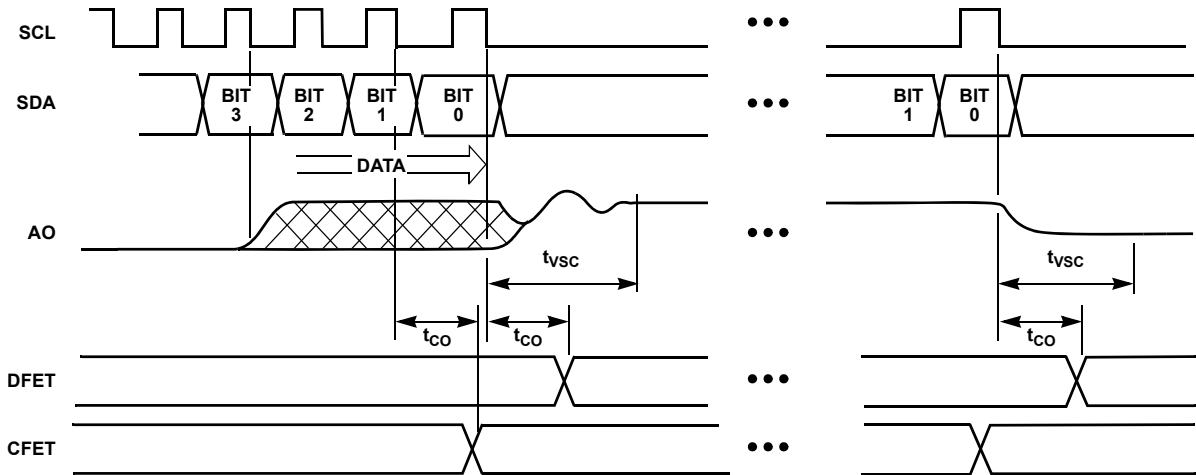 SCL
•••
SDA
BIT 3
BIT 2
BIT 1
BIT 0
•••
BIT 1
BIT 0
DATA
AO
•••
tVSC
tVSC
tCO
tCO
tCO
DFET
•••
CFET
•••